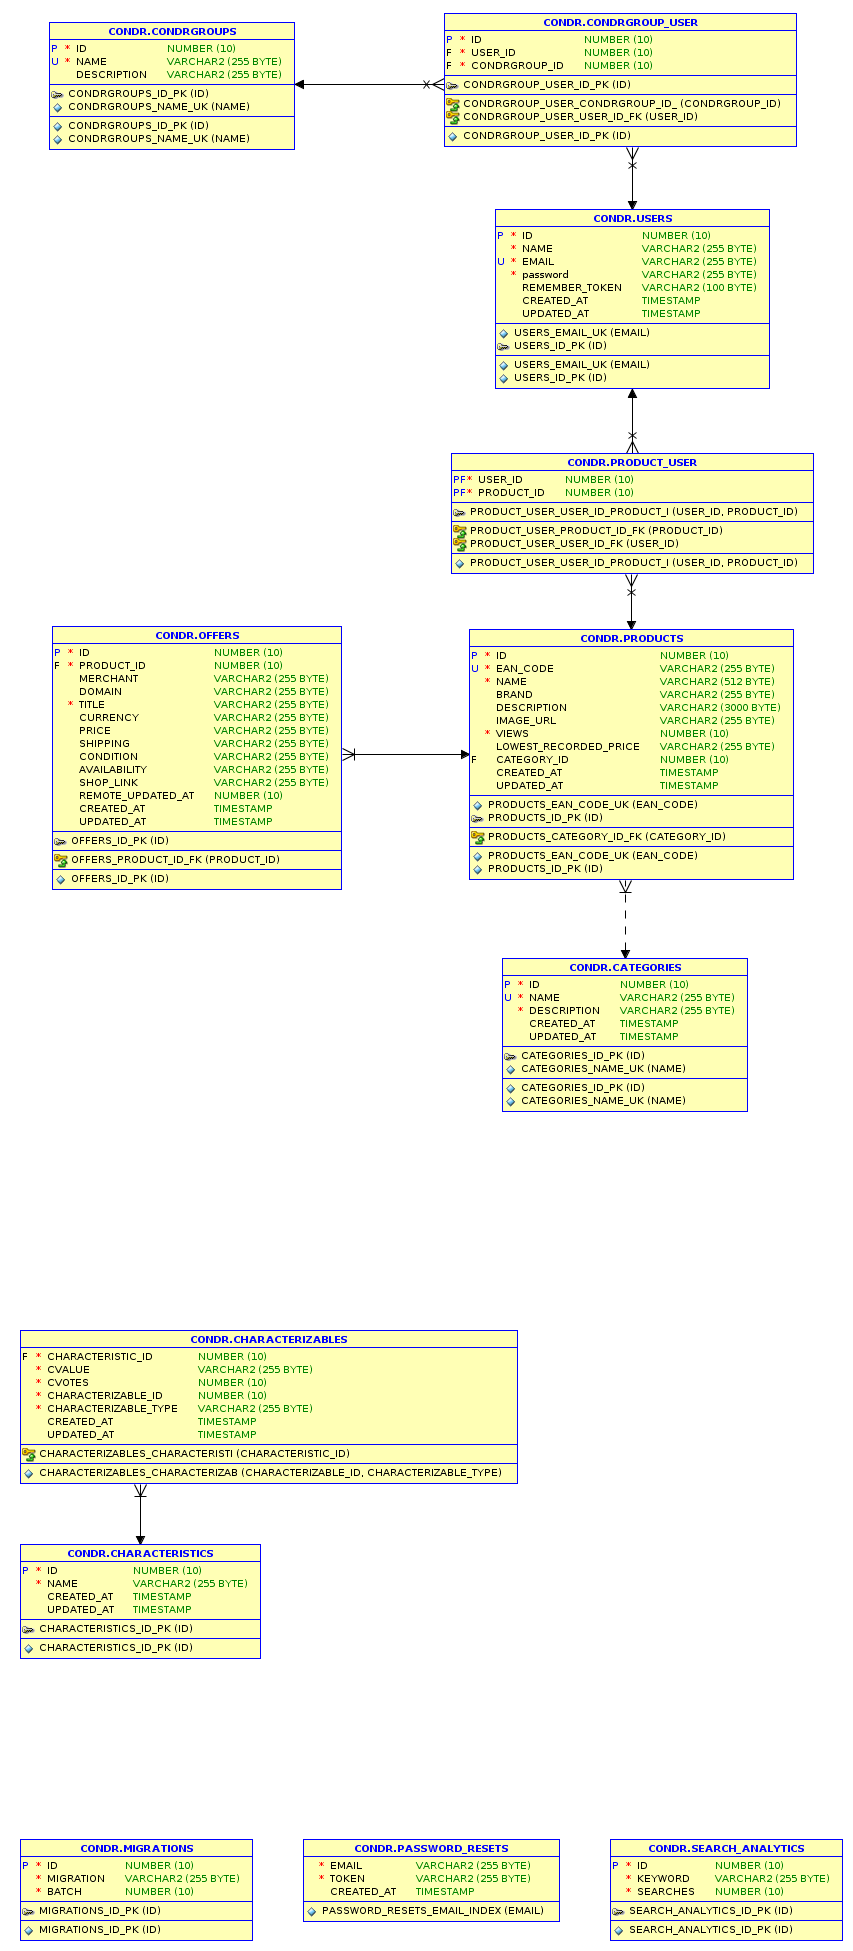 CONDR.CONDRGROUPS
P * ID NUMBER (10)
U * NAME VARCHAR2 (255 BYTE)
DESCRIPTION VARCHAR2 (255 BYTE)
CONDRGROUPS_ID_PK (ID)
CONDRGROUPS_NAME_UK (NAME)
CONDRGROUPS_ID_PK (ID)
CONDRGROUPS_NAME_UK (NAME)
CONDR.CONDRGROUP_USER
P * ID NUMBER (10)
F * USER_ID NUMBER (10)
F * CONDRGROUP_ID NUMBER (10)
CONDRGROUP_USER_ID_PK (ID)
CONDRGROUP_USER_CONDRGROUP_ID_ (CONDRGROUP_ID)
CONDRGROUP_USER_USER_ID_FK (USER_ID)
CONDRGROUP_USER_ID_PK (ID)
CONDR.USERS
P * ID NUMBER (10)
* NAME VARCHAR2 (255 BYTE)
U * EMAIL VARCHAR2 (255 BYTE)
* password VARCHAR2 (255 BYTE)
REMEMBER_TOKEN VARCHAR2 (100 BYTE)
CREATED_AT TIMESTAMP
UPDATED_AT TIMESTAMP
USERS_EMAIL_UK (EMAIL)
USERS_ID_PK (ID)
USERS_EMAIL_UK (EMAIL)
USERS_ID_PK (ID)
CONDR.PRODUCT_USER
PF* USER_ID NUMBER (10)
PF* PRODUCT_ID NUMBER (10)
PRODUCT_USER_USER_ID_PRODUCT_I (USER_ID, PRODUCT_ID)
PRODUCT_USER_PRODUCT_ID_FK (PRODUCT_ID)
PRODUCT_USER_USER_ID_FK (USER_ID)
PRODUCT_USER_USER_ID_PRODUCT_I (USER_ID, PRODUCT_ID)
CONDR.OFFERS
P * ID NUMBER (10)
F * PRODUCT_ID NUMBER (10)
MERCHANT VARCHAR2 (255 BYTE)
DOMAIN VARCHAR2 (255 BYTE)
* TITLE VARCHAR2 (255 BYTE)
CURRENCY VARCHAR2 (255 BYTE)
PRICE VARCHAR2 (255 BYTE)
SHIPPING VARCHAR2 (255 BYTE)
CONDITION VARCHAR2 (255 BYTE)
AVAILABILITY VARCHAR2 (255 BYTE)
SHOP_LINK VARCHAR2 (255 BYTE)
REMOTE_UPDATED_AT NUMBER (10)
CREATED_AT TIMESTAMP
UPDATED_AT TIMESTAMP
OFFERS_ID_PK (ID)
OFFERS_PRODUCT_ID_FK (PRODUCT_ID)
OFFERS_ID_PK (ID)
CONDR.PRODUCTS
P * ID NUMBER (10)
U * EAN_CODE VARCHAR2 (255 BYTE)
* NAME VARCHAR2 (512 BYTE)
BRAND VARCHAR2 (255 BYTE)
DESCRIPTION VARCHAR2 (3000 BYTE)
IMAGE_URL VARCHAR2 (255 BYTE)
* VIEWS NUMBER (10)
LOWEST_RECORDED_PRICE VARCHAR2 (255 BYTE)
F CATEGORY_ID NUMBER (10)
CREATED_AT TIMESTAMP
UPDATED_AT TIMESTAMP
PRODUCTS_EAN_CODE_UK (EAN_CODE)
PRODUCTS_ID_PK (ID)
PRODUCTS_CATEGORY_ID_FK (CATEGORY_ID)
PRODUCTS_EAN_CODE_UK (EAN_CODE)
PRODUCTS_ID_PK (ID)
CONDR.CATEGORIES
P * ID NUMBER (10)
U * NAME VARCHAR2 (255 BYTE)
* DESCRIPTION VARCHAR2 (255 BYTE)
CREATED_AT TIMESTAMP
UPDATED_AT TIMESTAMP
CATEGORIES_ID_PK (ID)
CATEGORIES_NAME_UK (NAME)
CATEGORIES_ID_PK (ID)
CATEGORIES_NAME_UK (NAME)
CONDR.CHARACTERIZABLES
F * CHARACTERISTIC_ID NUMBER (10)
* CVALUE VARCHAR2 (255 BYTE)
* CVOTES NUMBER (10)
* CHARACTERIZABLE_ID NUMBER (10)
* CHARACTERIZABLE_TYPE VARCHAR2 (255 BYTE)
CREATED_AT TIMESTAMP
UPDATED_AT TIMESTAMP
CHARACTERIZABLES_CHARACTERISTI (CHARACTERISTIC_ID)
CHARACTERIZABLES_CHARACTERIZAB (CHARACTERIZABLE_ID, CHARACTERIZABLE_TYPE)
CONDR.CHARACTERISTICS
P * ID NUMBER (10)
* NAME VARCHAR2 (255 BYTE)
CREATED_AT TIMESTAMP
UPDATED_AT TIMESTAMP
CHARACTERISTICS_ID_PK (ID)
CHARACTERISTICS_ID_PK (ID)
CONDR.MIGRATIONS
P * ID NUMBER (10)
* MIGRATION VARCHAR2 (255 BYTE)
* BATCH NUMBER (10)
MIGRATIONS_ID_PK (ID)
MIGRATIONS_ID_PK (ID)
CONDR.PASSWORD_RESETS
* EMAIL VARCHAR2 (255 BYTE)
* TOKEN VARCHAR2 (255 BYTE)
CREATED_AT TIMESTAMP
PASSWORD_RESETS_EMAIL_INDEX (EMAIL)
CONDR.SEARCH_ANALYTICS
P * ID NUMBER (10)
* KEYWORD VARCHAR2 (255 BYTE)
* SEARCHES NUMBER (10)
SEARCH_ANALYTICS_ID_PK (ID)
SEARCH_ANALYTICS_ID_PK (ID)